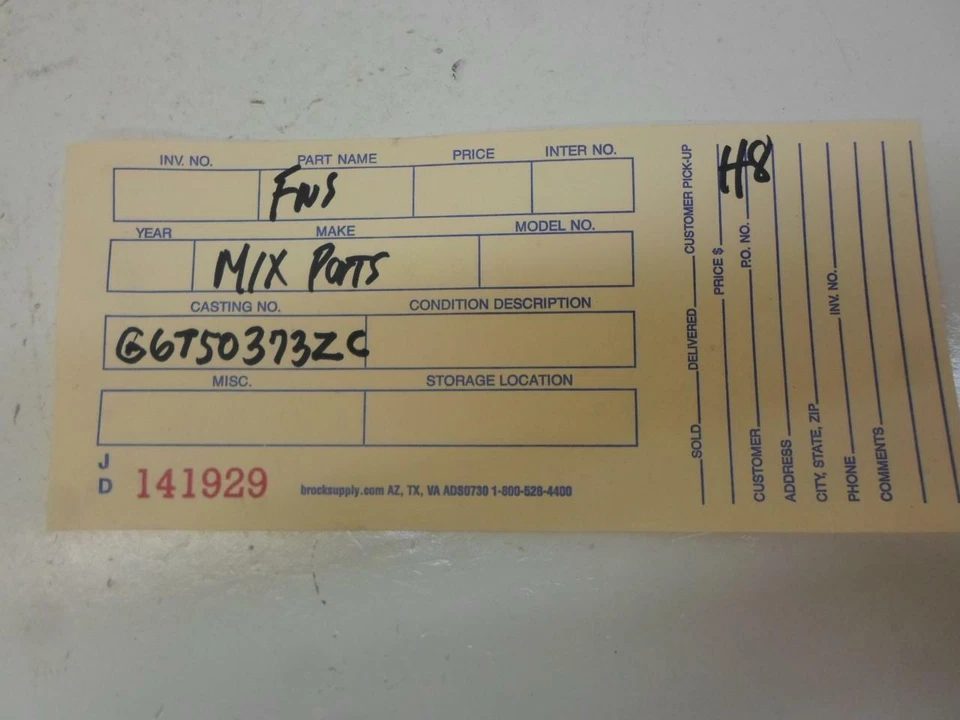 INV. NO. PART NAME PRICE INTER NO.
FNS
YEAR MAKE MODEL NO.
MIX Parts
CASTING NO. CONDITION DESCRIPTION
G6T50373ZC
MISC. STORAGE LOCATION
J
D 141929 brocksupply.com AZ, TX, VA ADS0730 1-800-528-4400
SOLD DELIVERED CUSTOMER PICK-UP
PRICE $
H8
CUSTOMER P.O. NO.
ADDRESS
CITY, STATE, ZIP
PHONE INV. NO.
COMMENTS